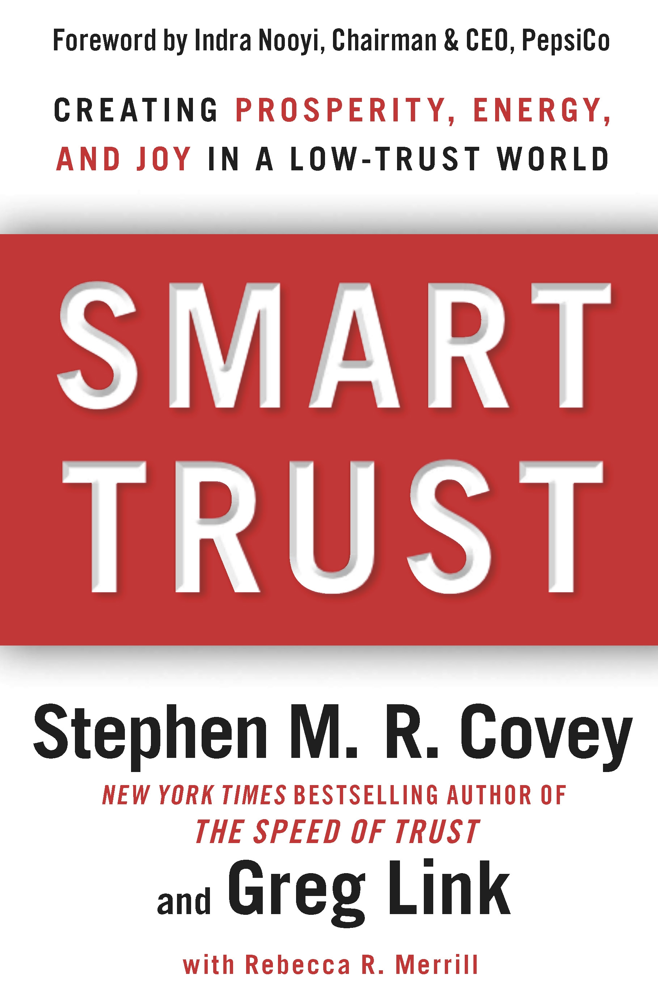 Foreword by Indra Nooyi, Chairman & CEO, PepsiCo
CREATING PROSPERITY, ENERGY,
AND JOY IN A LOW-TRUST WORLD
SMART
TRUST
Stephen M. R. Covey
NEW YORK TIMES BESTSELLING AUTHOR OF
THE SPEED OF TRUST
and Greg Link
with Rebecca R. Merrill